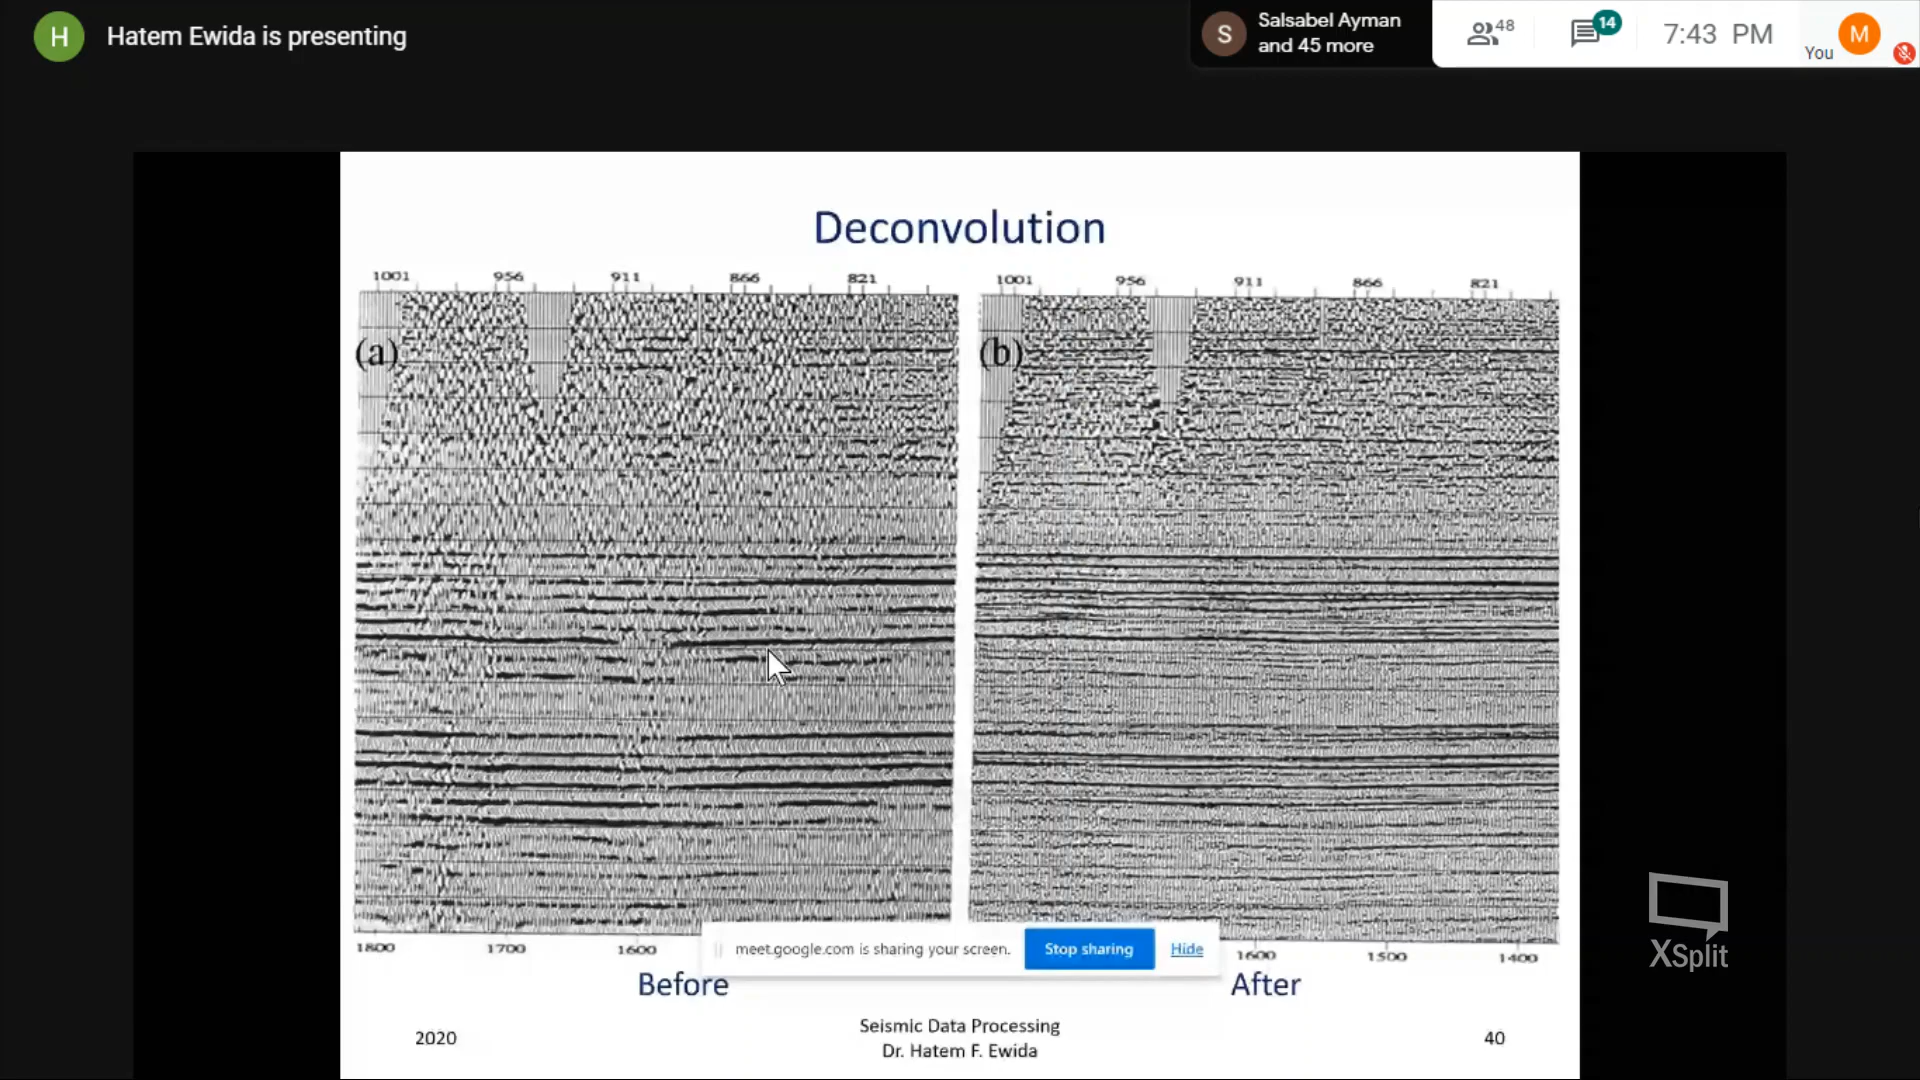 H
Hatem Ewida is presenting
S
Salsabel Ayman
and 45 more
48
14
7:43 PM
You
M
Deconvolution
1001 956 911 866 821
1001 956 911 866 821
(a)
(b)
1800 1700 1600
1600 1500 1400
meet.google.com is sharing your screen.
Stop sharing
Hide
Before
After
XSplit
2020
Seismic Data Processing
Dr. Hatem F. Ewida
40